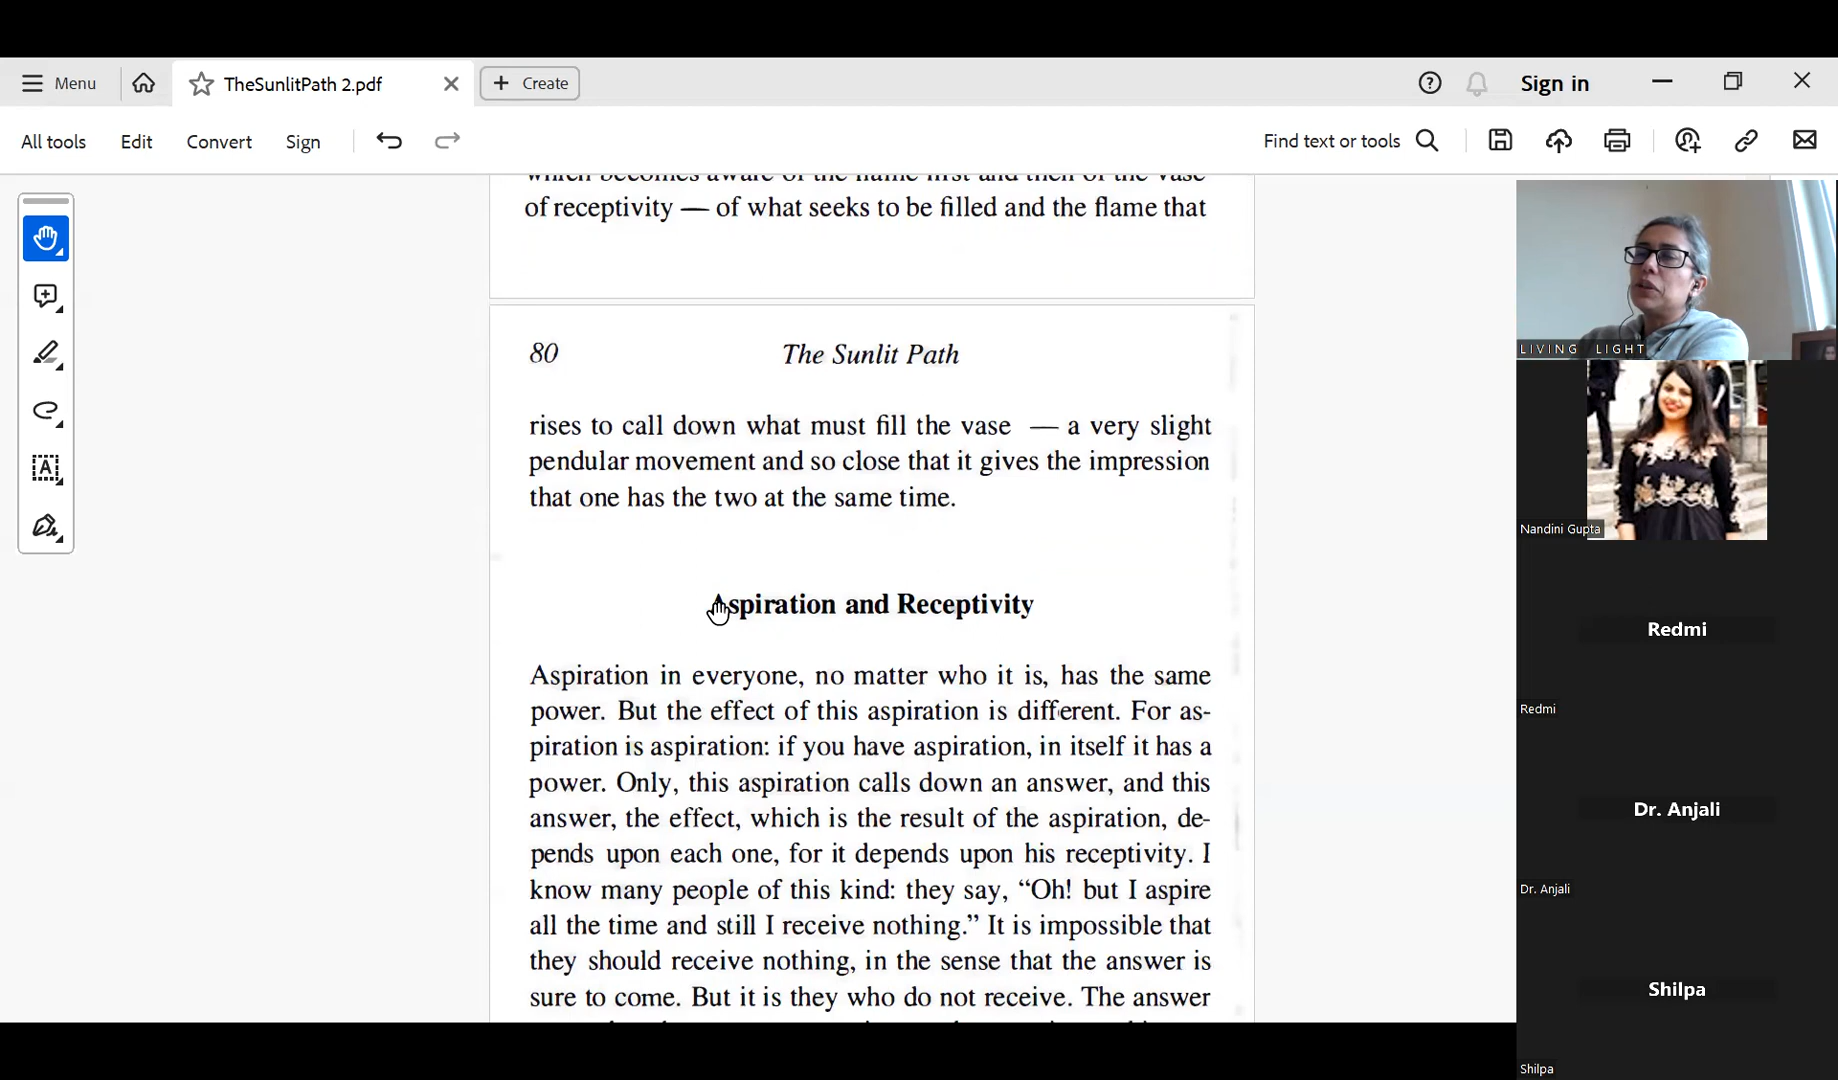 Menu
TheSunlitPath 2.pdf
Create
Sign in
All tools
Edit
Convert
Sign
Find text or tools
which becomes aware of the flame first and then of the vase
of receptivity — of what seeks to be filled and the flame that
80
The Sunlit Path
rises to call down what must fill the vase — a very slight
pendular movement and so close that it gives the impression
that one has the two at the same time.
Aspiration and Receptivity
Aspiration in everyone, no matter who it is, has the same
power. But the effect of this aspiration is different. For as-
piration is aspiration: if you have aspiration, in itself it has a
power. Only, this aspiration calls down an answer, and this
answer, the effect, which is the result of the aspiration, de-
pends upon each one, for it depends upon his receptivity. I
know many people of this kind: they say, “Oh! but I aspire
all the time and still I receive nothing.” It is impossible that
they should receive nothing, in the sense that the answer is
sure to come. But it is they who do not receive. The answer
LIVING LIGHT
Nandini Gupta
Redmi
Redmi
Dr. Anjali
Dr. Anjali
Shilpa
Shilpa